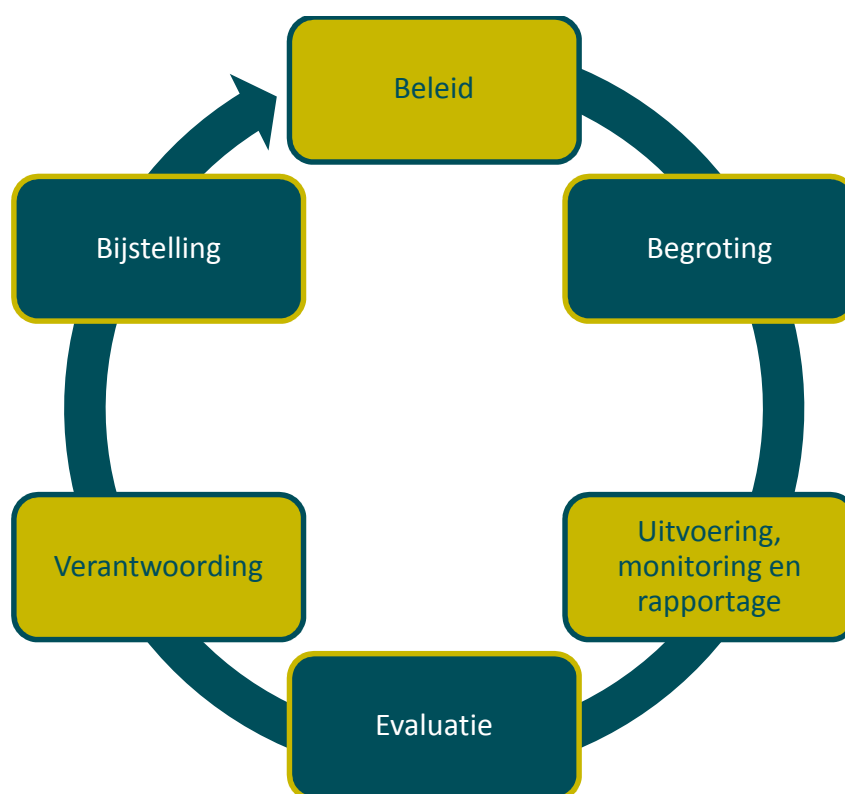 Beleid
Begroting
Uitvoering,
monitoring en
rapportage
Evaluatie
Verantwoording
Bijstelling